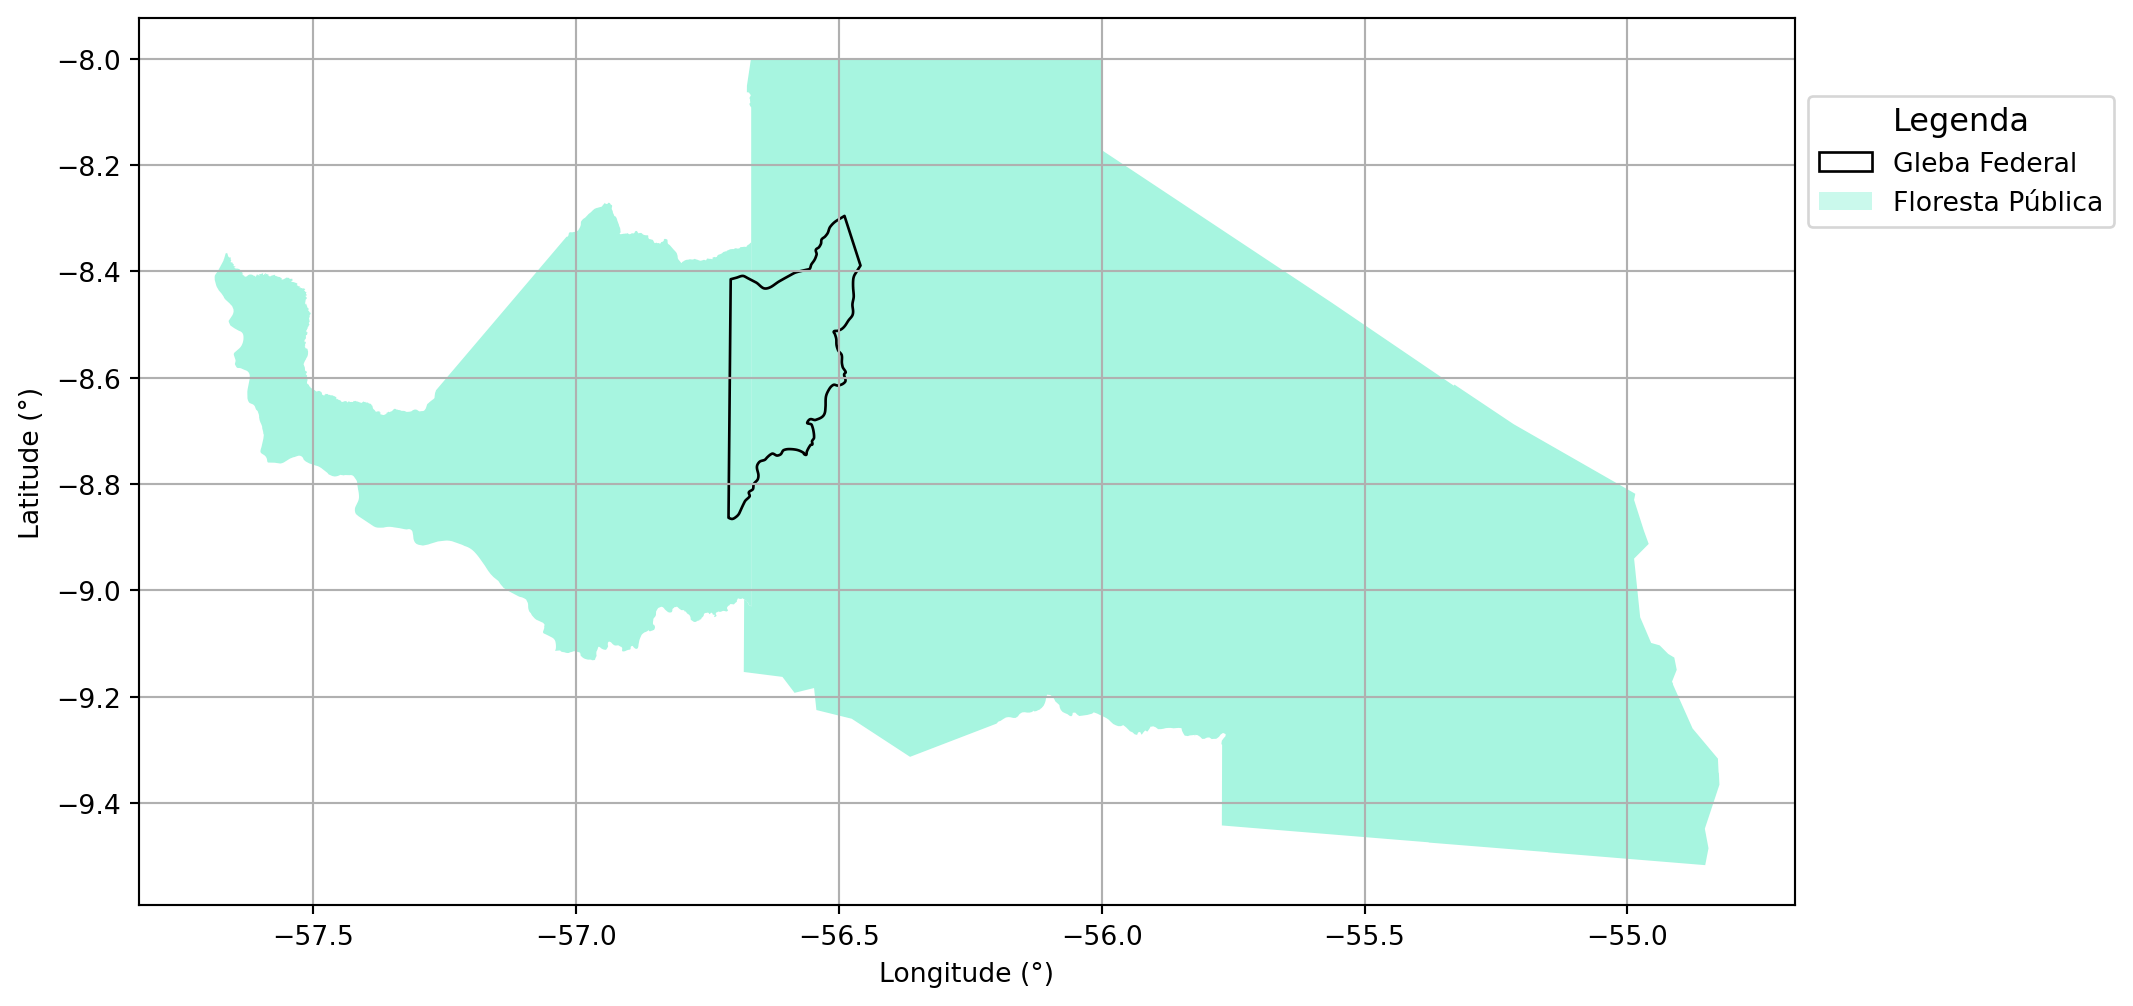 −8.0
−8.2
−8.4
−8.6
−8.8
−9.0
−9.2
−9.4
Latitude (°)
−57.5 −57.0 −56.5 −56.0 −55.5 −55.0
Longitude (°)
Legenda
Gleba Federal
Floresta Pública